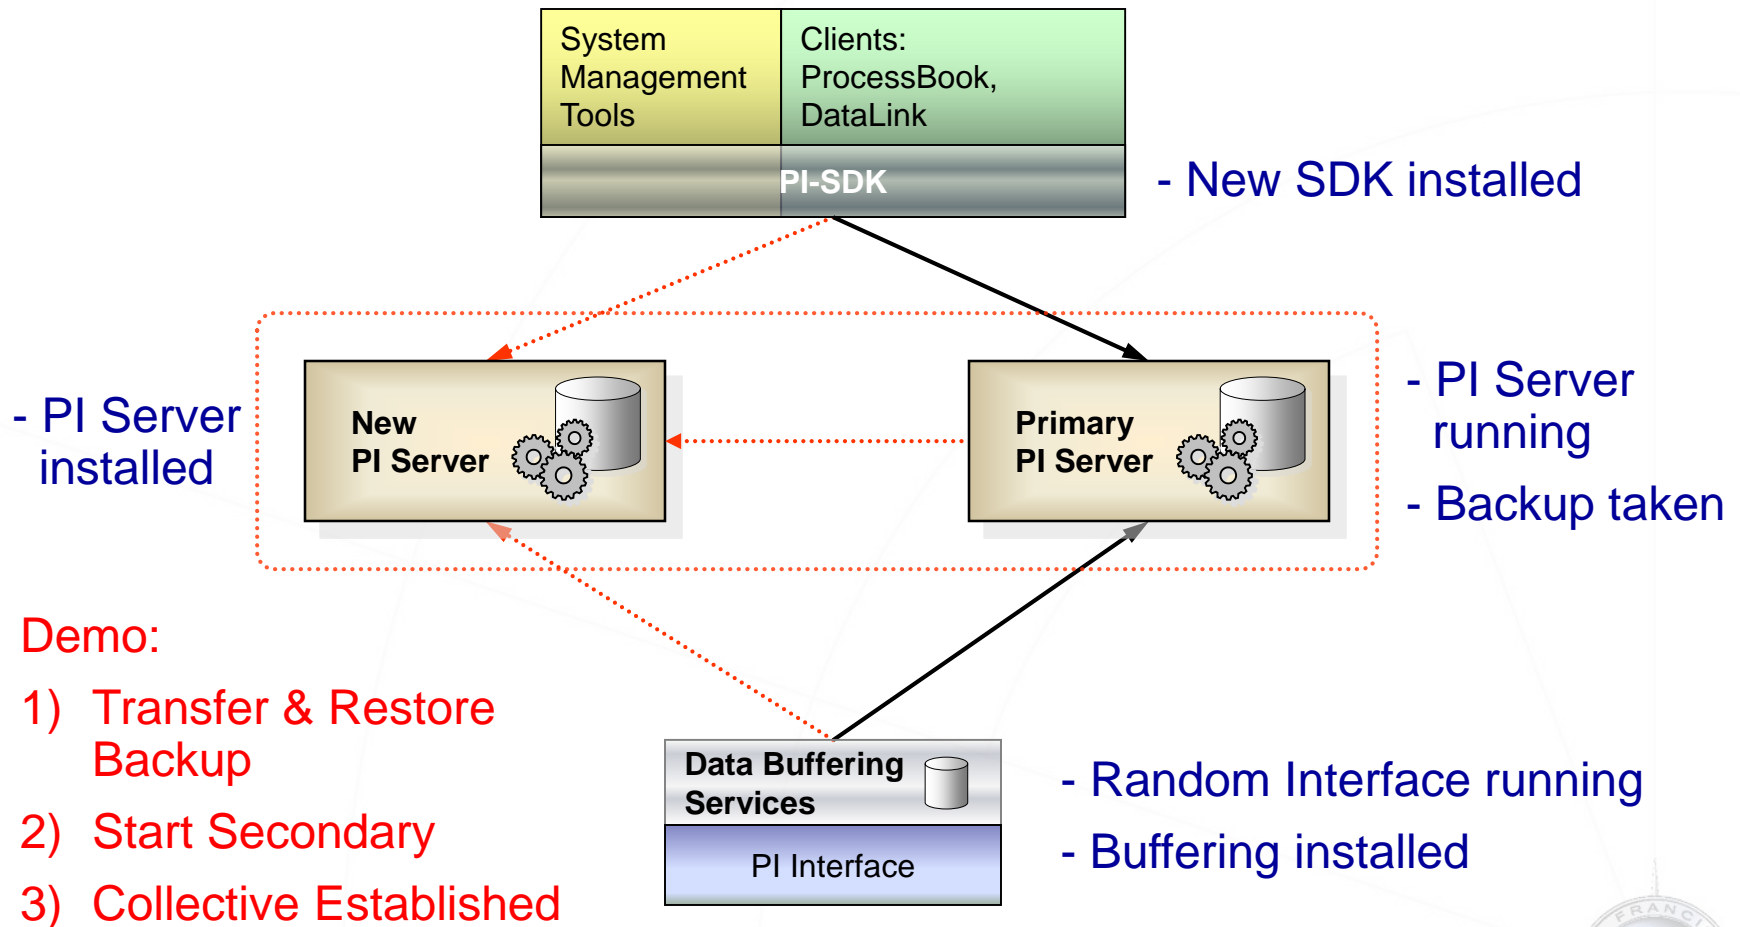 System
Management
Tools
Clients:
ProcessBook,
DataLink
PI-SDK
- New SDK installed
- PI Server
installed
New
PI Server
Primary
PI Server
- PI Server
running
- Backup taken
Demo:
1) Transfer & Restore
Backup
2) Start Secondary
3) Collective Established
Data Buffering
Services
PI Interface
- Random Interface running
- Buffering installed